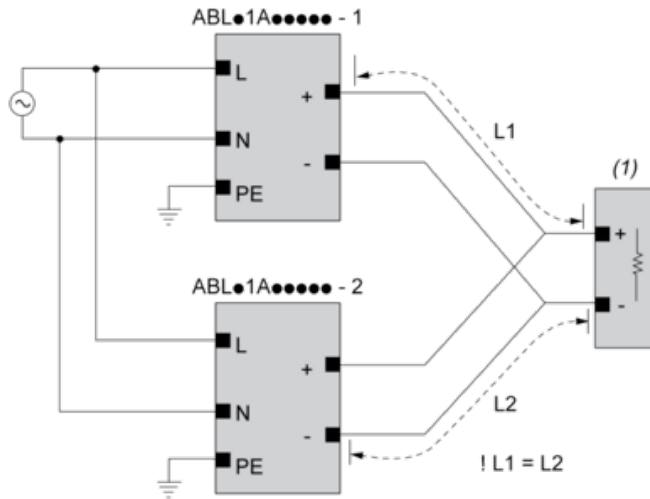 ABL●1A●●●●● - 1
L
+
N
-
PE
L1
(1)
+
-
ABL●1A●●●●● - 2
L
+
N
-
PE
L2
! L1 = L2